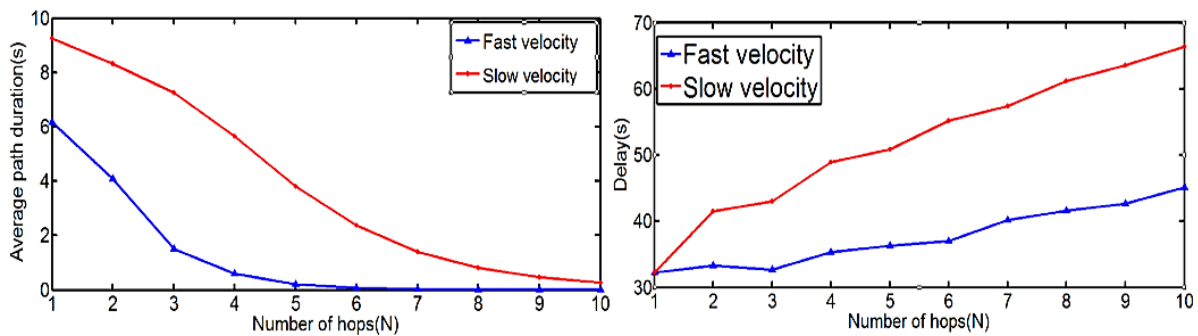 10
8
6
4
2
0
Average path duration(s)
Fast velocity
Slow velocity
1 2 3 4 5 6 7 8 9 10
Number of hops(N)
70
60
50
40
30
Delay(s)
Fast velocity
Slow velocity
1 2 3 4 5 6 7 8 9 10
Number of hops(N)